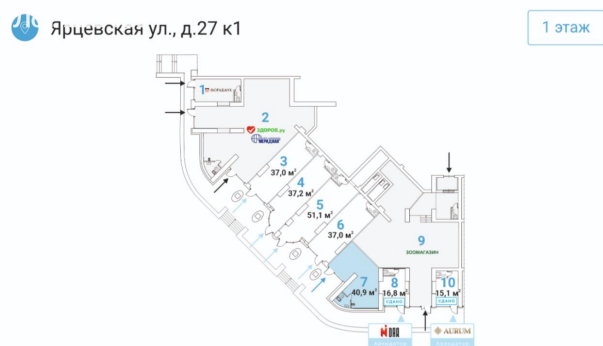 Ярцевская ул., д.27 к1
1 этаж
1
2
ЗДОРОВ.ру
3
37,0 м²
4
37,2 м²
5
51,1 м²
6
37,0 м²
9
ЗООМАГАЗИН
7
40,9 м²
8
16,8 м²
СДАНО
10
15,1 м²
СДАНО
AURUM